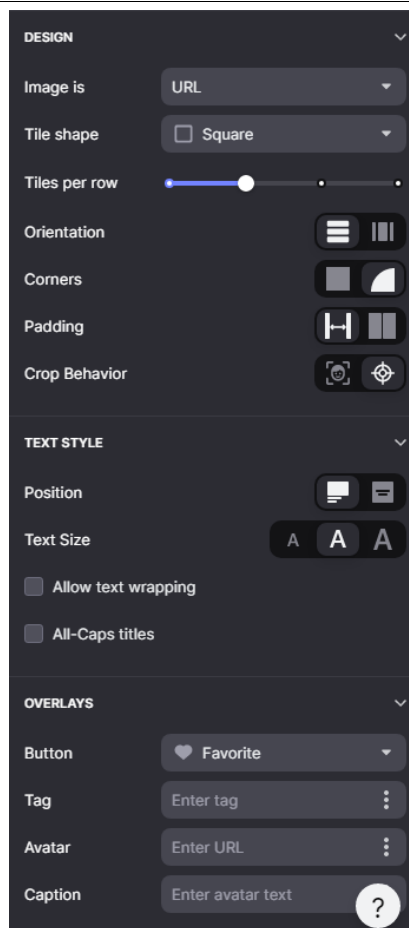 DESIGN
Image is URL
Tile shape Square
Tiles per row
Orientation
Corners
Padding
Crop Behavior
TEXT STYLE
Position
Text Size A A A
Allow text wrapping
All-Caps titles
OVERLAYS
Button Favorite
Tag Enter tag
Avatar Enter URL
Caption Enter avatar text ?